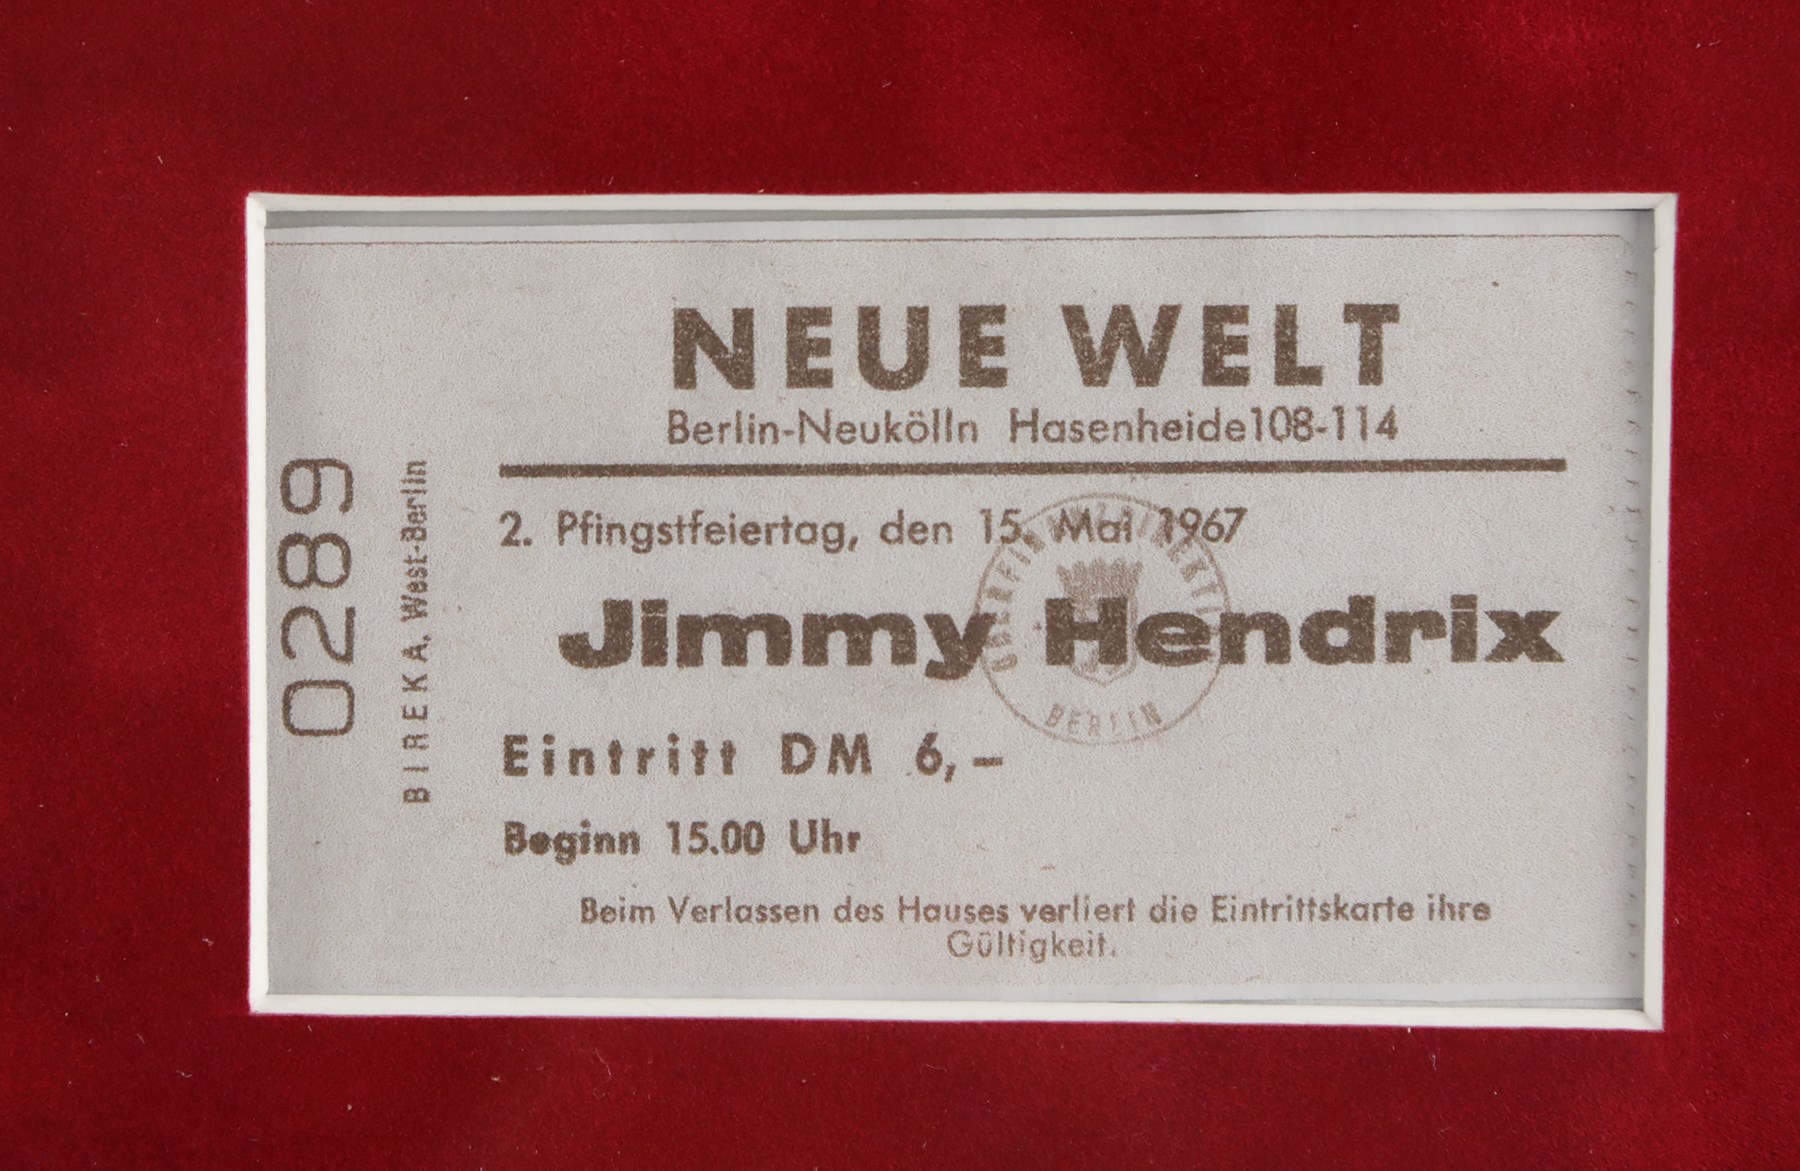 NEUE WELT
Berlin-Neukölln Hasenheide108-114
2. Pfingstfeiertag, den 15. Mai 1967
Jimmy Hendrix
Eintritt DM 6,–
Beginn 15.00 Uhr
Beim Verlassen des Hauses verliert die Eintrittskarte ihre
Gültigkeit.
0289
BIREKA, West-Berlin
BERLIN